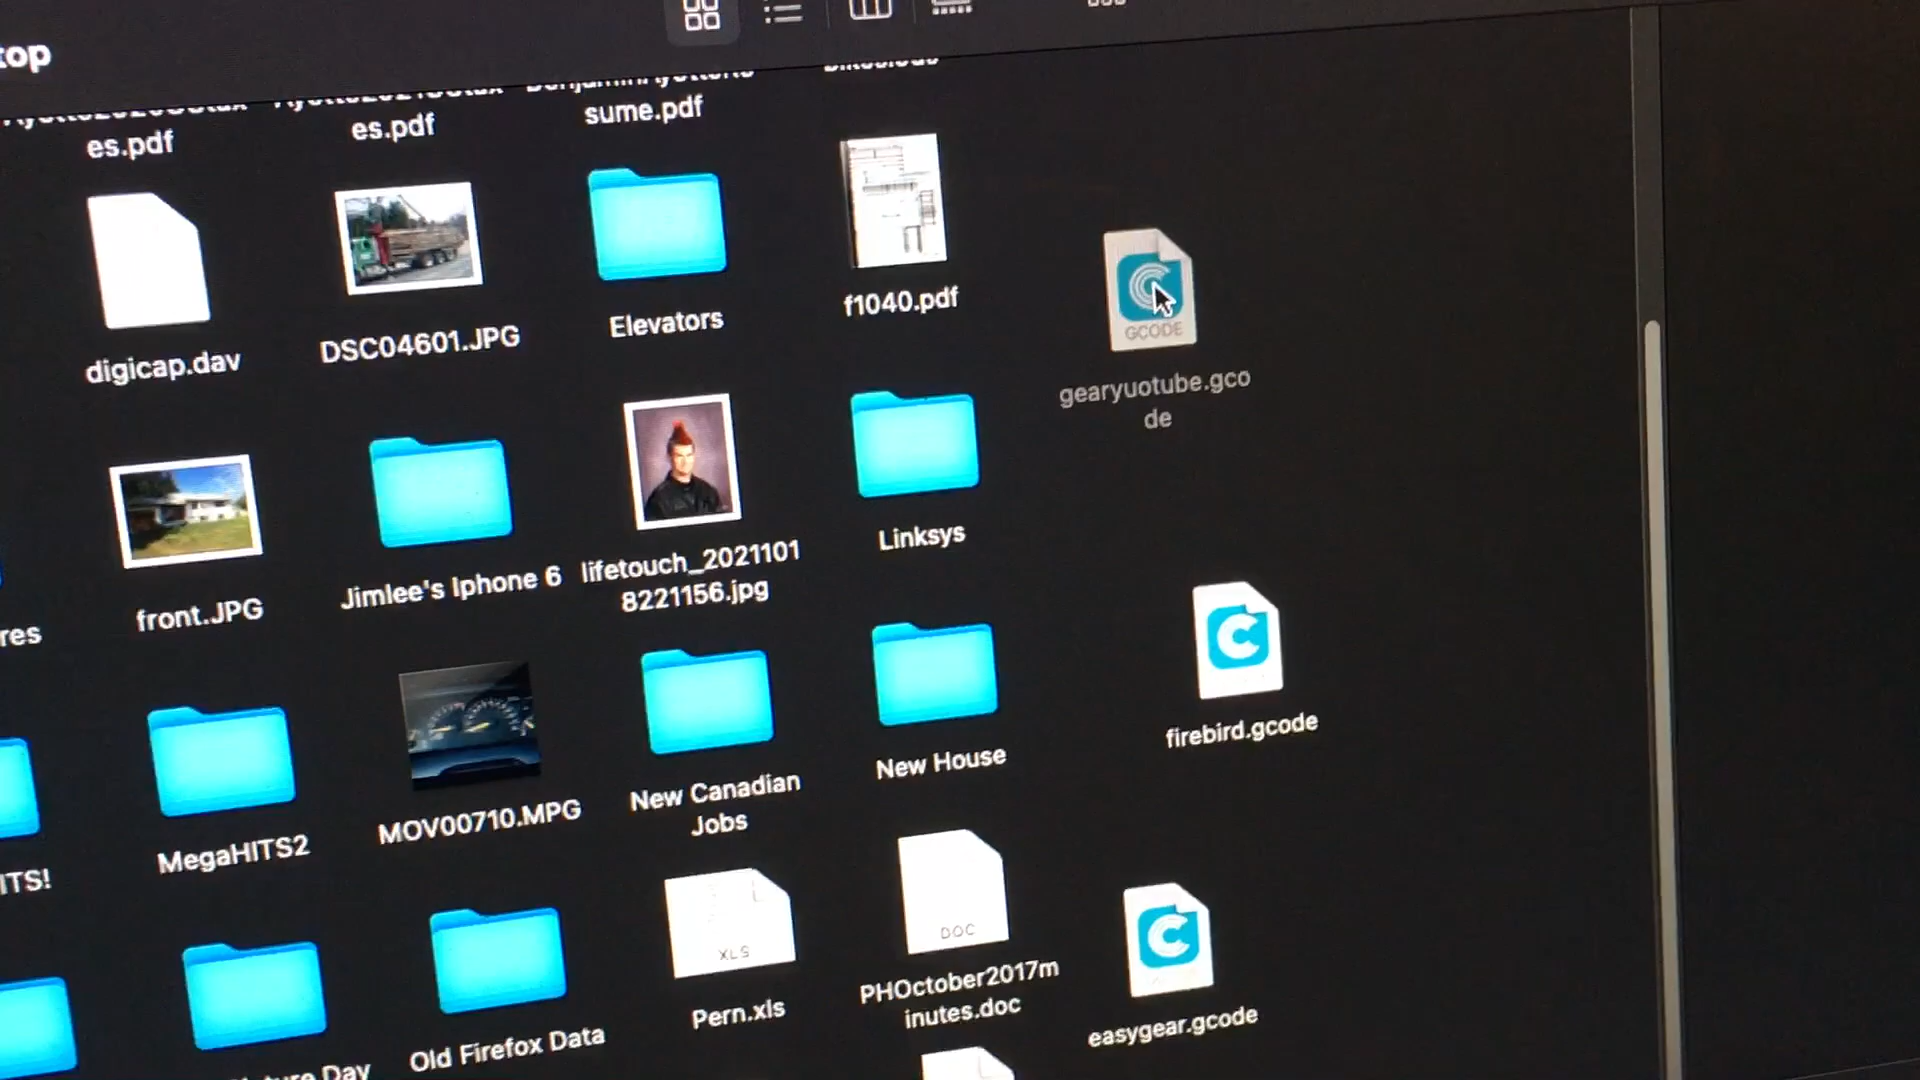 top
es.pdf
es.pdf
sume.pdf
digicap.dav
DSC04601.JPG
Elevators
f1040.pdf
GCODE
gearyuotube.gco
de
front.JPG
Jimlee's Iphone 6
lifetouch_2021101
8221156.jpg
Linksys
firebird.gcode
res
MegaHITS2
MOV00710.MPG
New Canadian
Jobs
New House
ITS!
Old Firefox Data
XLS
Pern.xls
DOC
PHOctober2017m
inutes.doc
easygear.gcode
Day